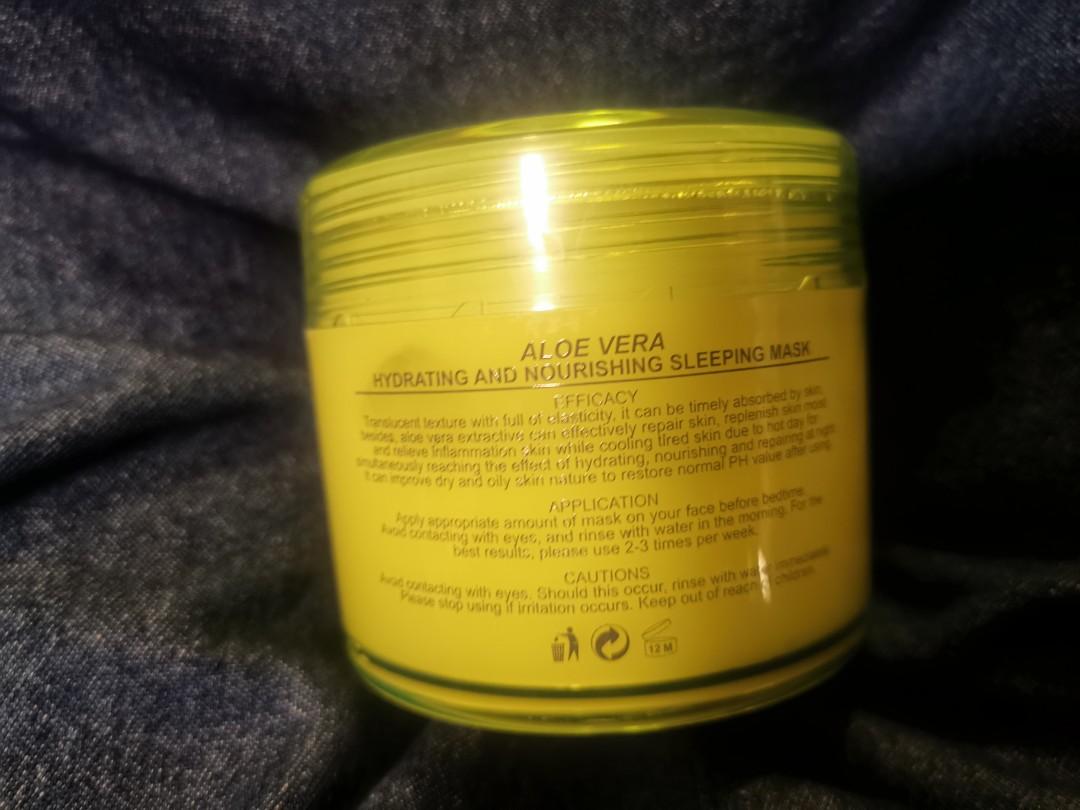 ALOE VERA
HYDRATING AND NOURISHING SLEEPING MASK
EFFICACY
Translucent texture with full of elasticity, it can be timely absorbed by skin,
besides, aloe vera extractive can effectively repair skin, replenish skin moist
and relieve inflammation skin while cooling tired skin due to hot day for
simultaneously reaching the effect of hydrating, nourishing and repairing at night.
It can improve dry and oily skin nature to restore normal PH value after using.
APPLICATION
Apply appropriate amount of mask on your face before bedtime.
Avoid contacting with eyes, and rinse with water in the morning. For the
best results, please use 2-3 times per week.
CAUTIONS
Avoid contacting with eyes. Should this occur, rinse with water immediately.
Please stop using if irritation occurs. Keep out of reach of children.
12 M